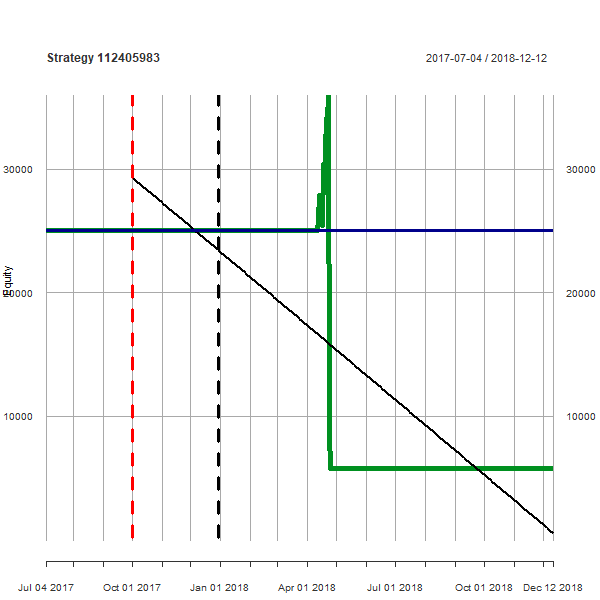 Strategy 112405983
2017-07-04 / 2018-12-12
30000 30000
Equity
20000 20000
10000 10000
Jul 04 2017 Oct 01 2017 Jan 01 2018 Apr 01 2018 Jul 01 2018 Oct 01 2018 Dec 12 2018